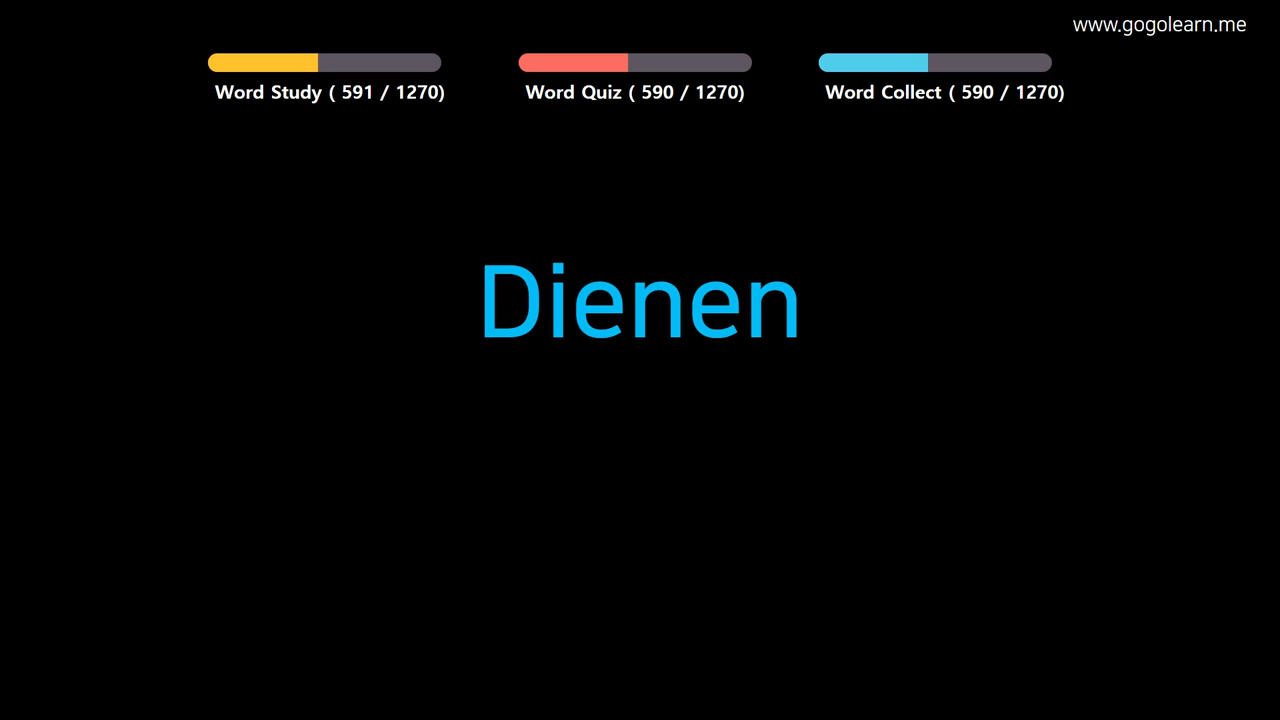 www.gogolearn.me
Word Study ( 591 / 1270)
Word Quiz ( 590 / 1270)
Word Collect ( 590 / 1270)
Dienen